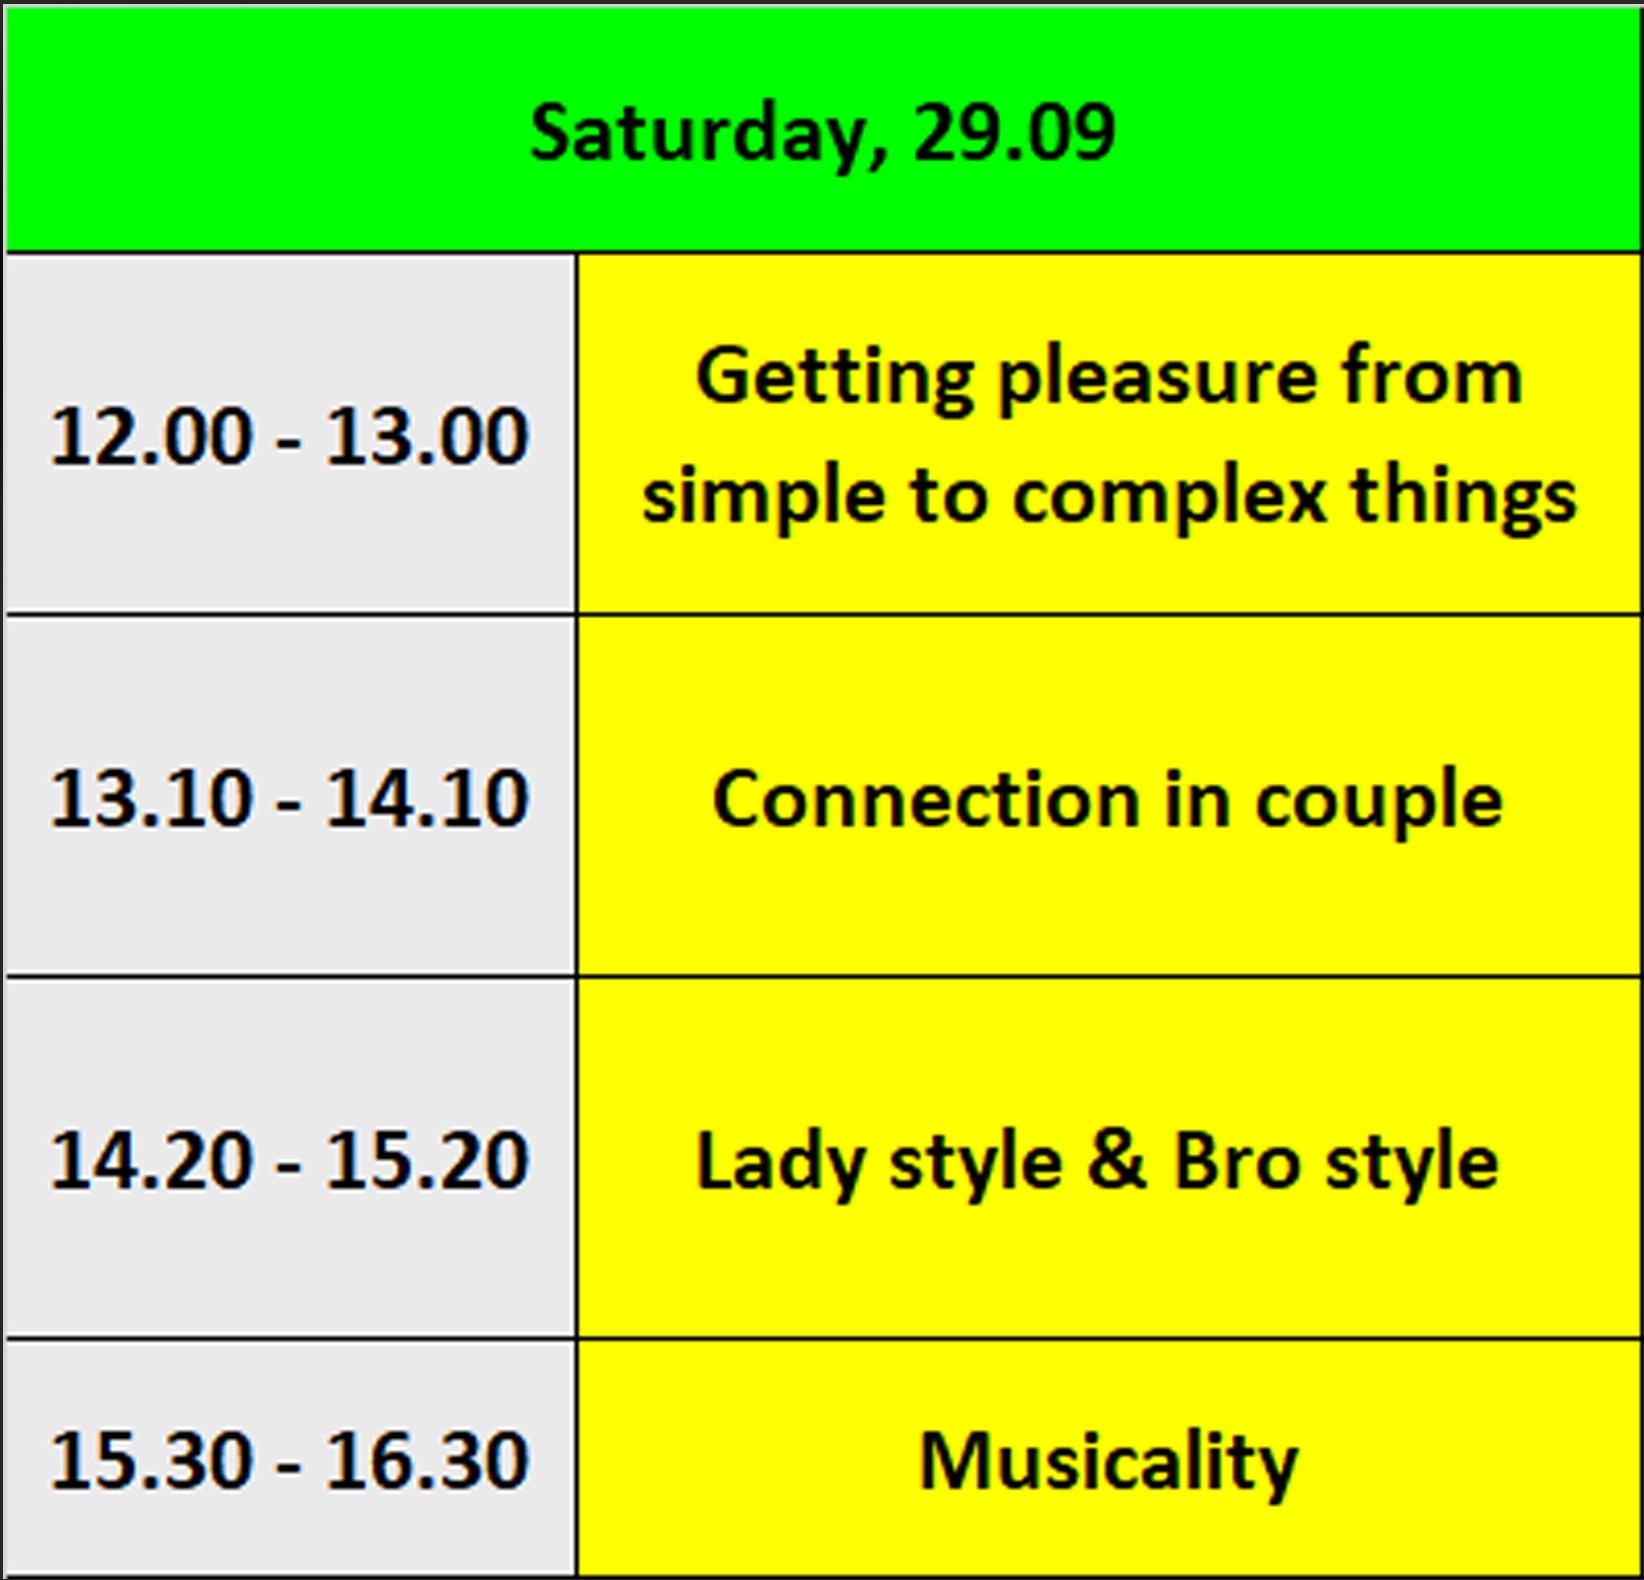 Saturday, 29.09
12.00 - 13.00
Getting pleasure from
simple to complex things
13.10 - 14.10
Connection in couple
14.20 - 15.20
Lady style & Bro style
15.30 - 16.30
Musicality